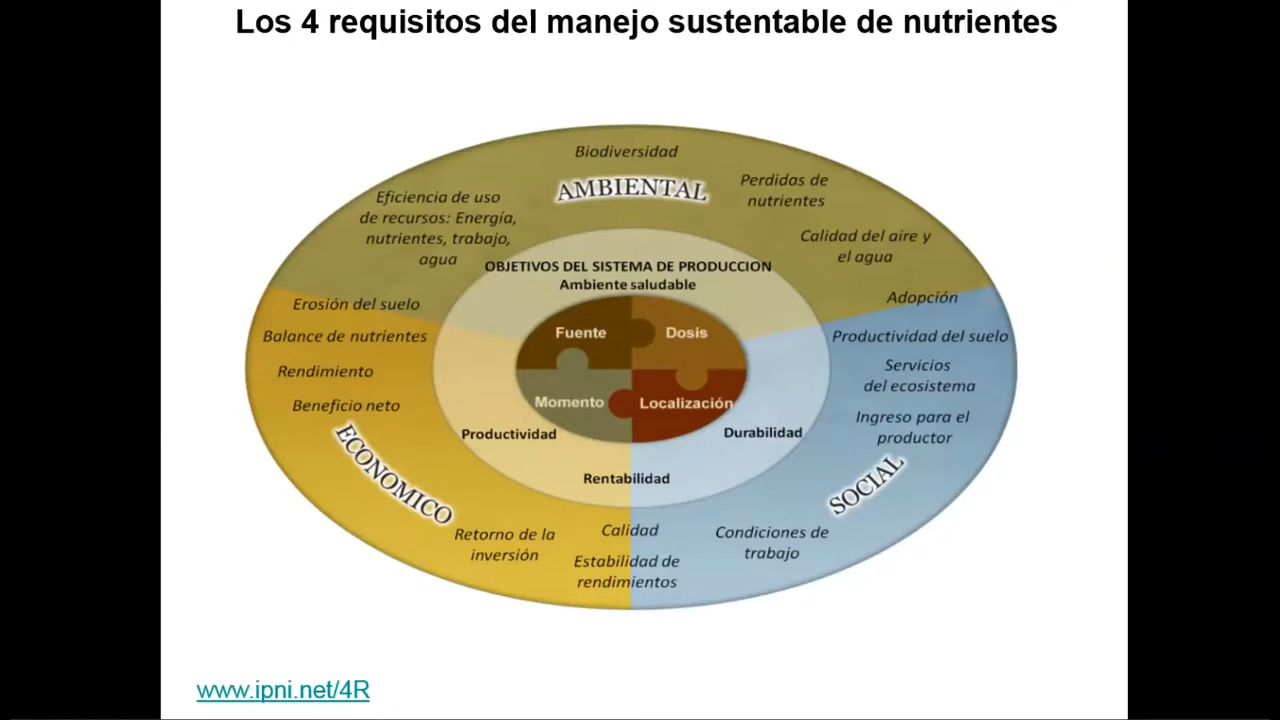 Los 4 requisitos del manejo sustentable de nutrientes
Biodiversidad
AMBIENTAL
Perdidas de
nutrientes
Eficiencia de uso
de recursos: Energía,
nutrientes, trabajo,
agua
Calidad del aire y
el agua
OBJETIVOS DEL SISTEMA DE PRODUCCION
Ambiente saludable
Erosión del suelo
Adopción
Balance de nutrientes
Fuente
Dosis
Productividad del suelo
Rendimiento
Servicios
del ecosistema
Beneficio neto
Momento
Localización
Ingreso para el
productor
Productividad
Durabilidad
ECONOMICO
Rentabilidad
SOCIAL
Retorno de la
inversión
Calidad
Condiciones de
trabajo
Estabilidad de
rendimientos
www.ipni.net/4R